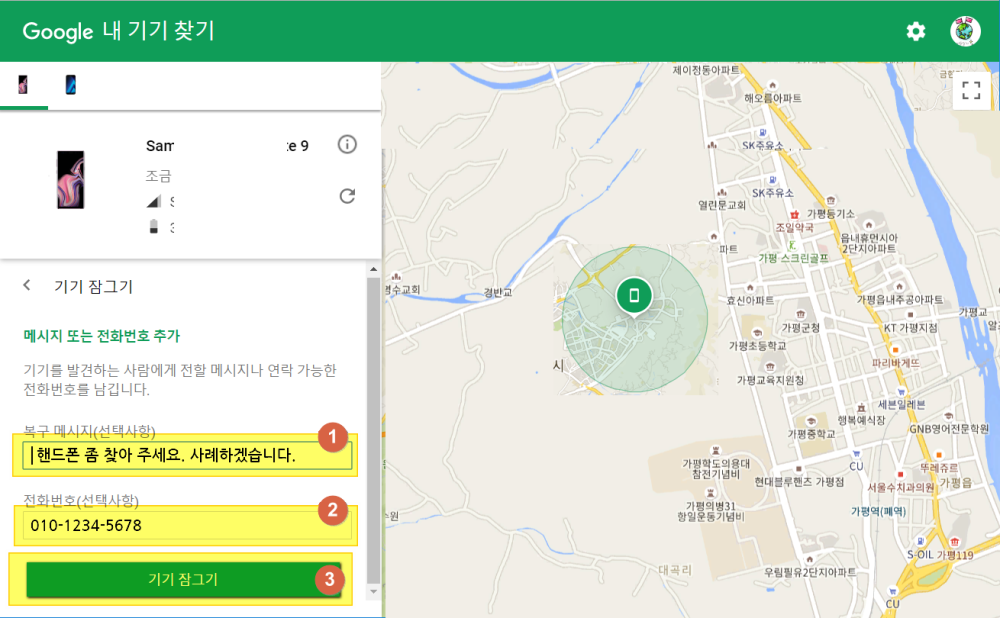 Google 내 기기 찾기
Sam
te 9
조금
기기 잠그기
메시지 또는 전화번호 추가
기기를 발견하는 사람에게 전할 메시지나 연락 가능한
전화번호를 남깁니다.
복구 메시지(선택사항)
1
핸드폰 좀 찾아 주세요. 사례하겠습니다.
전화번호(선택사항)
2
010-1234-5678
기기 잠그기
3
제이정동아파트
해오름아파트
SK주유소
SK주유소
열린문교회
가평등기소
조일약국
읍내휴먼시아
2단지아파트
파트
가평 스크린골프
경반교
효신아파트
가평읍내주공아파트
가평교
가평군청
KT 가평지점
가평초등학교
파리바게뜨
시
가평교육지원청
세븐일레븐
행복예식장
GNB영어전문학원
가평중학교
가평학도의용대
참전기념비
CU
뚜레쥬르
현대블루핸즈 가평점
서울수치과의원
가평읍
가평의병31
항일운동기념비
가평역(폐역)
수원
S-OIL
가평119
대곡리
우림필유2단지아파트
CU